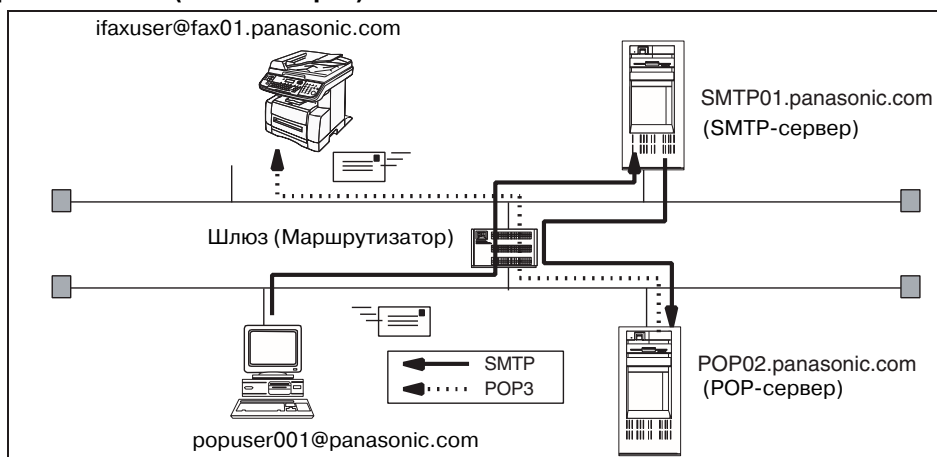 ifaxuser@fax01.panasonic.com
SMTP01.panasonic.com
(SMTP-сервер)
Шлюз (Маршрутизатор)
SMTP
POP3
POP02.panasonic.com
(POP-сервер)
popuser001@panasonic.com